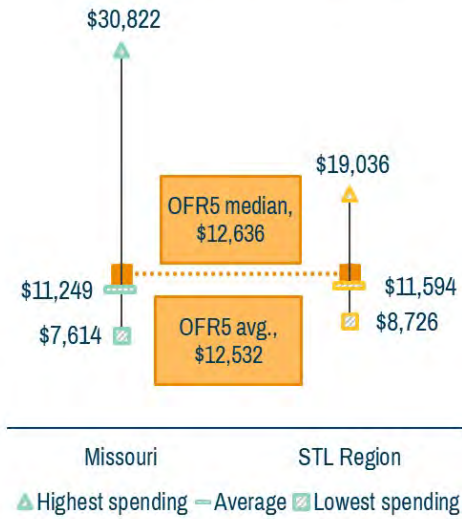 $30,822
$19,036
OFR5 median,
$12,636
$11,249
$11,594
OFR5 avg.,
$12,532
$7,614
$8,726
Missouri
STL Region
Highest spending
Average
Lowest spending